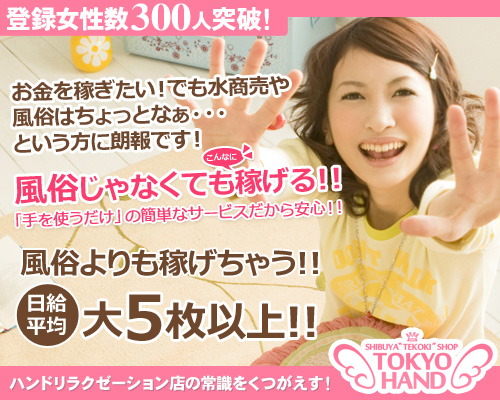 登録女性数300人突破!
お金を稼ぎたい!でも水商売や
風俗はちょっとなぁ・・・
という方に朗報です!
こんなに
風俗じゃなくても稼げる!!
「手を使うだけ」の簡単なサービスだから安心!!
風俗よりも稼げちゃう!!
日給
平均
大5枚以上!!
SHIBUYA "TEKOKI" SHOP
TOKYO
HAND
ハンドリラクゼーション店の常識をくつがえす!